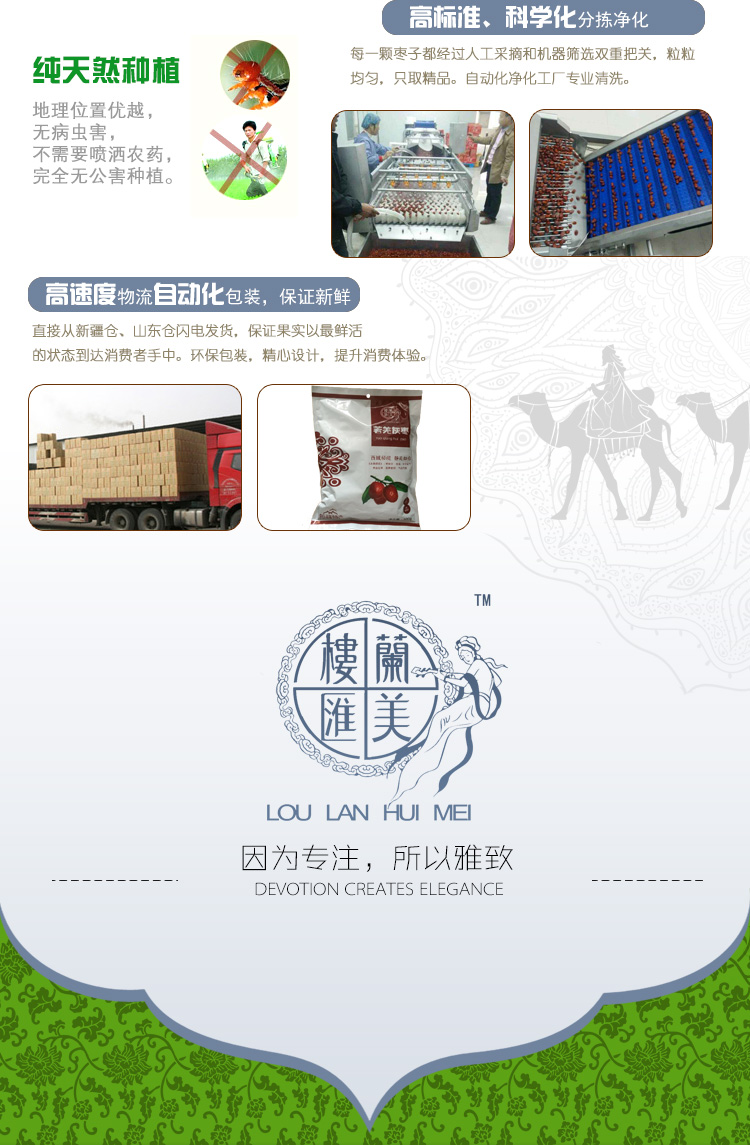 高标准、科学化分拣净化
每一颗枣子都经过人工采摘和机器筛选双重把关，粒粒
均匀，只取精品。自动化净化工厂专业清洗。
纯天然种植
地理位置优越，
无病虫害，
不需要喷洒农药，
完全无公害种植。
高速度物流自动化包装，保证新鲜
直接从新疆仓、山东仓闪电发货，保证果实以最鲜活
的状态到达消费者手中。环保包装，精心设计，提升消费体验。
若羌灰枣
TM
樓蘭
匯美
LOU LAN HUI MEI
因为专注，所以雅致
DEVOTION CREATES ELEGANCE